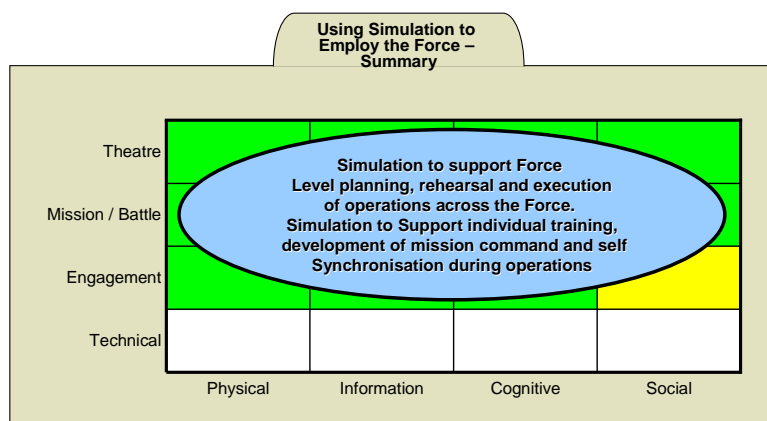 Using Simulation to
Employ the Force –
Summary
Theatre
Simulation to support Force
Level planning, rehearsal and execution
of operations across the Force.
Mission / Battle
Simulation to Support individual training,
development of mission command and self
Synchronisation during operations
Engagement
Technical
Physical
Information
Cognitive
Social